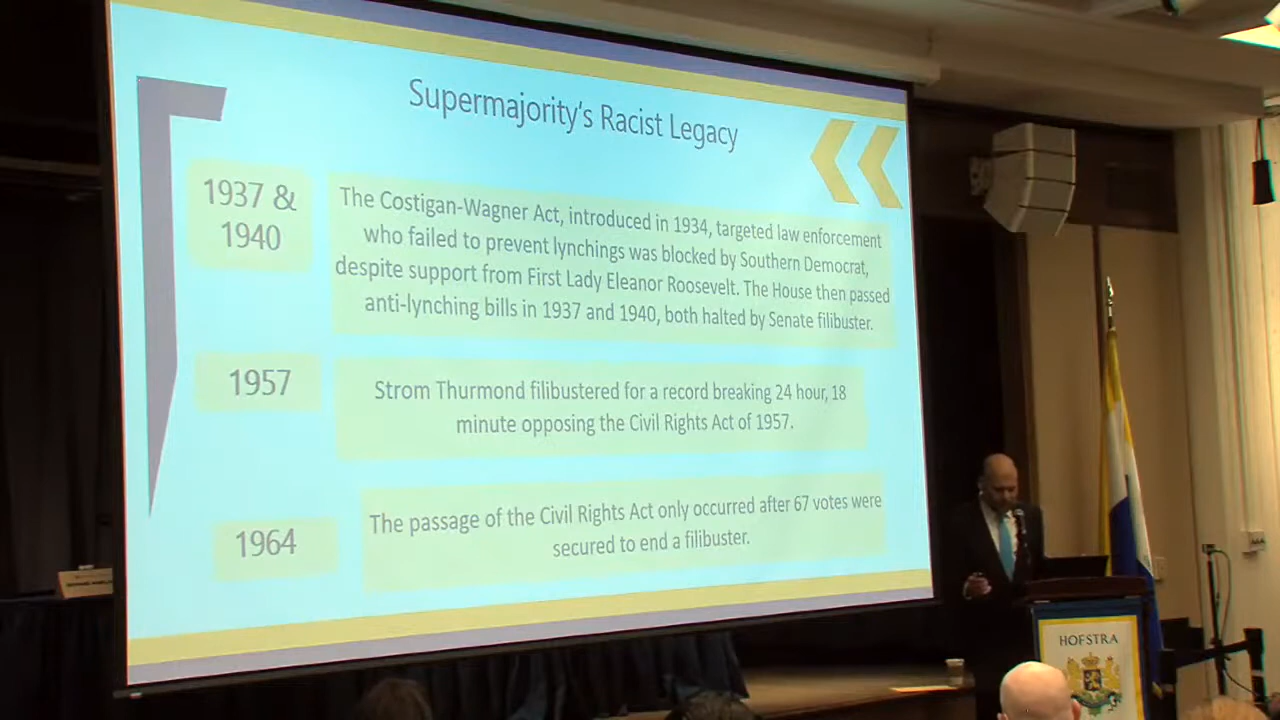 Supermajority's Racist Legacy
1937 &
1940
The Costigan-Wagner Act, introduced in 1934, targeted law enforcement
who failed to prevent lynchings was blocked by Southern Democrat,
despite support from First Lady Eleanor Roosevelt. The House then passed
anti-lynching bills in 1937 and 1940, both halted by Senate filibuster.
1957
Strom Thurmond filibustered for a record breaking 24 hour, 18
minute opposing the Civil Rights Act of 1957.
1964
The passage of the Civil Rights Act only occurred after 67 votes were
secured to end a filibuster.
HOFSTRA